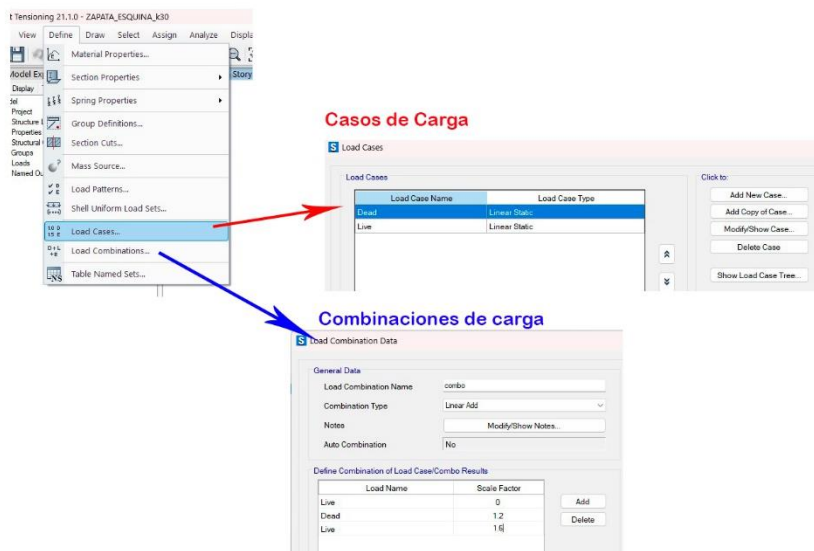 t Tensioning 21.1.0 - ZAPATA_ESQUINA_k30
View Define Draw Select Assign Analyze Displa
Model Ex
Display
Project
Structure
Properties
Structural
Groups
Loads
Named Ou
Story
Material Properties...
Section Properties
Spring Properties
Group Definitions...
Section Cuts...
Mass Source...
Load Patterns...
Shell Uniform Load Sets...
Load Cases...
Load Combinations...
Table Named Sets...
Casos de Carga
S Load Cases
Load Cases
Click to:
Load Case Name Load Case Type
Dead Linear Static
Live Linear Static
Add New Case...
Add Copy of Case...
Modify/Show Case...
Delete Case
Show Load Case Tree...
Combinaciones de carga
S Load Combination Data
General Data
Load Combination Name combo
Combination Type Linear Add
Notes Modify/Show Notes...
Auto Combination No
Define Combination of Load Case/Combo Results
Load Name Scale Factor
Live 0 Add
Dead 1.2 Delete
Live 1.6